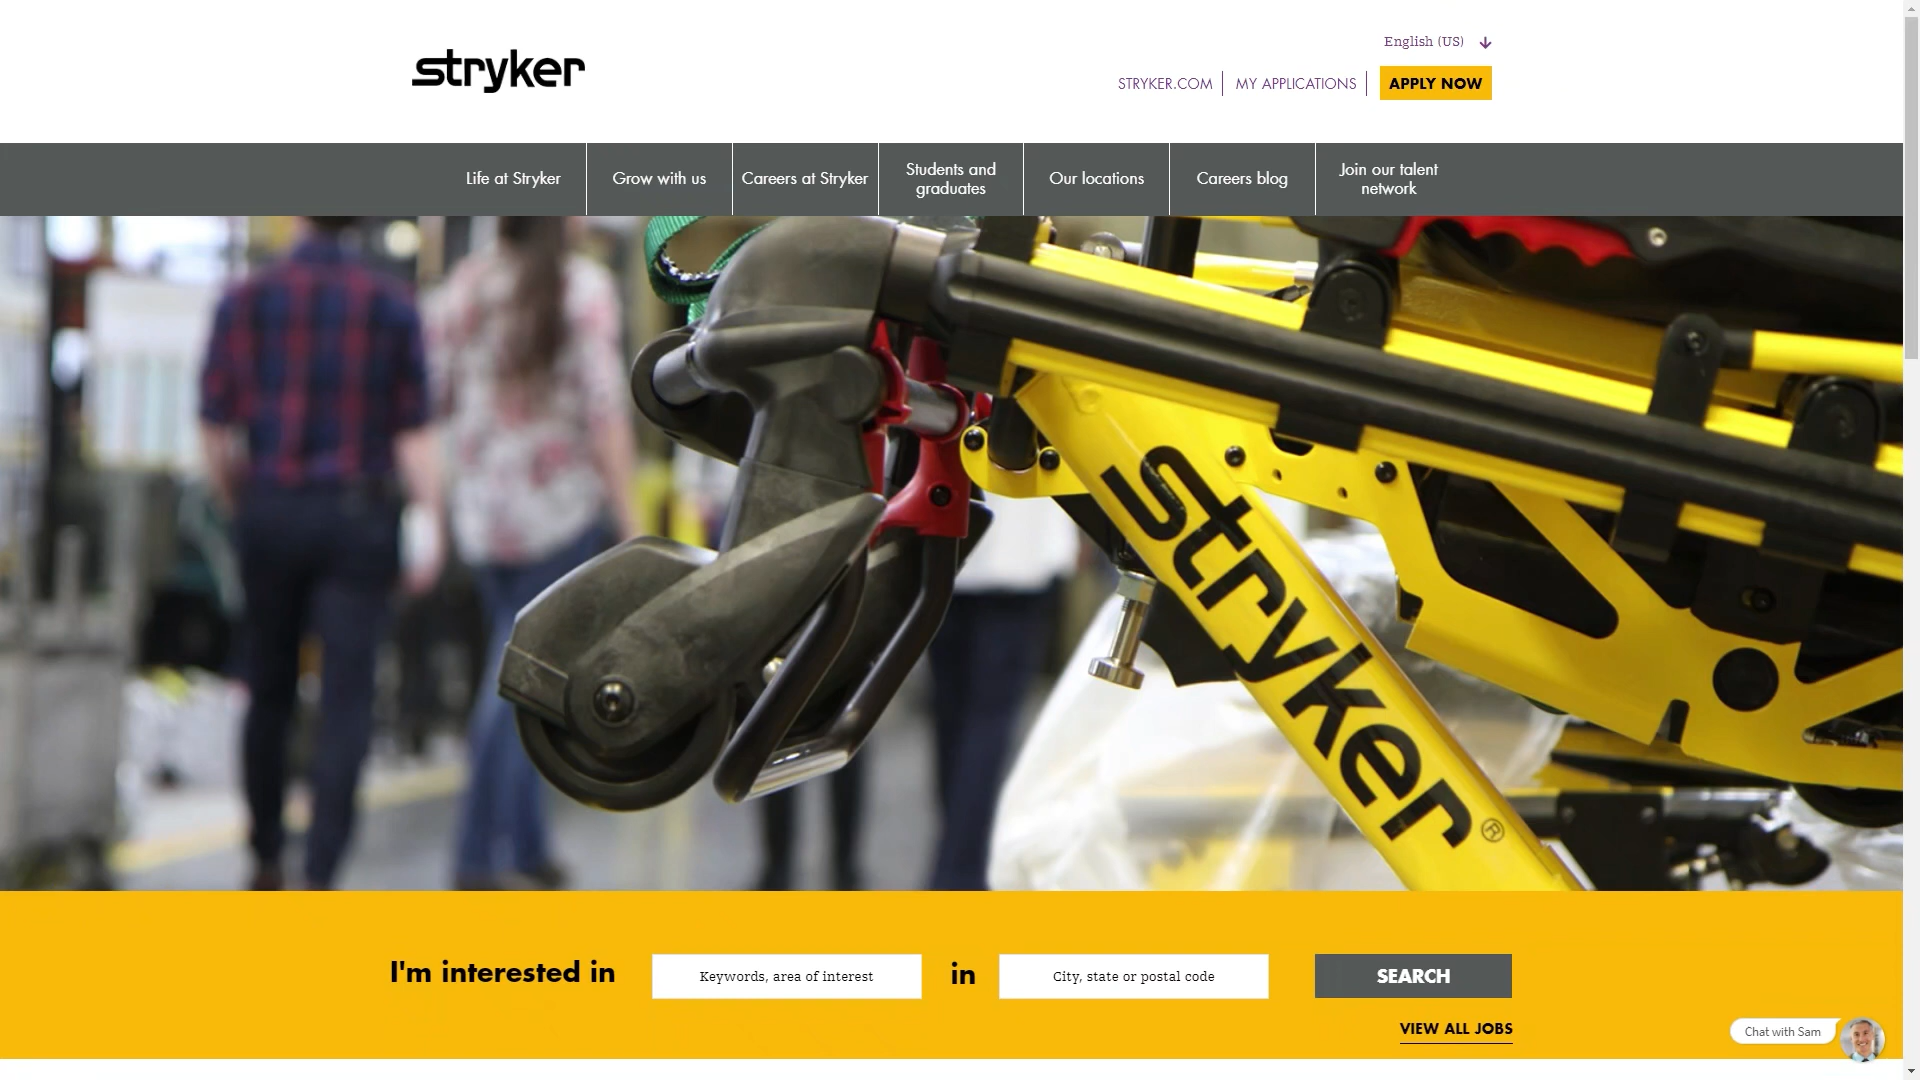 stryker
English (US)
STRYKER.COM
MY APPLICATIONS
APPLY NOW
Life at Stryker
Grow with us
Careers at Stryker
Students and
graduates
Our locations
Careers blog
Join our talent
network
stryker®
I'm interested in
Keywords, area of interest
in
City, state or postal code
SEARCH
VIEW ALL JOBS
Chat with Sam